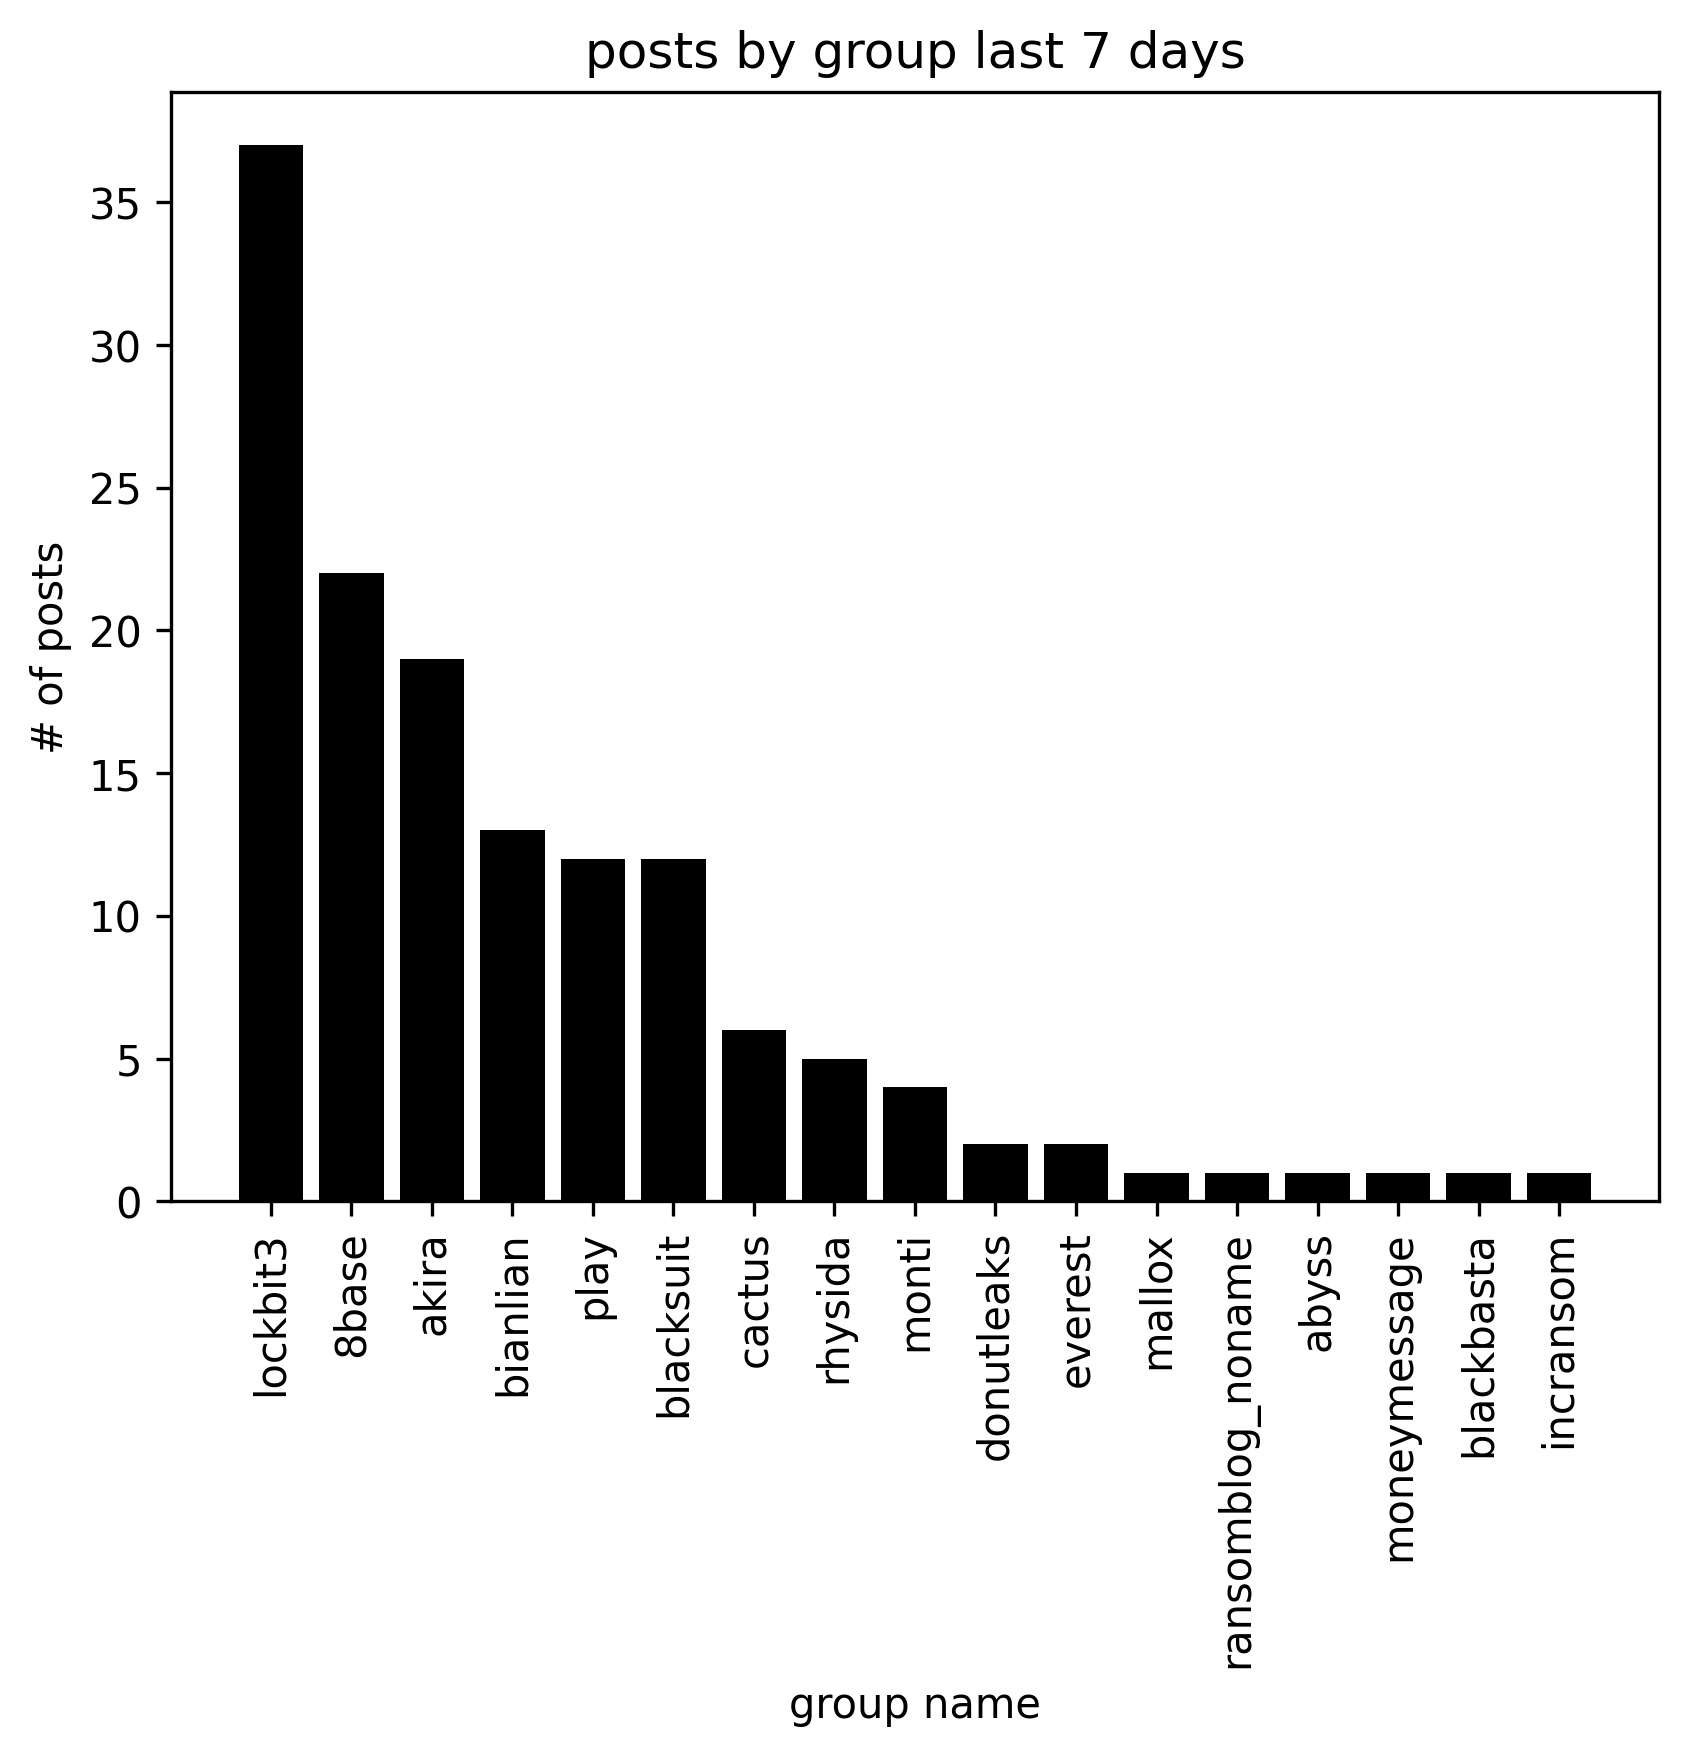 posts by group last 7 days
# of posts
35
30
25
20
15
10
5
0
lockbit3
8base
akira
bianlian
play
blacksuit
cactus
rhysida
monti
donutleaks
everest
mallox
ransomblog_noname
abyss
moneymessage
blackbasta
incransom
group name